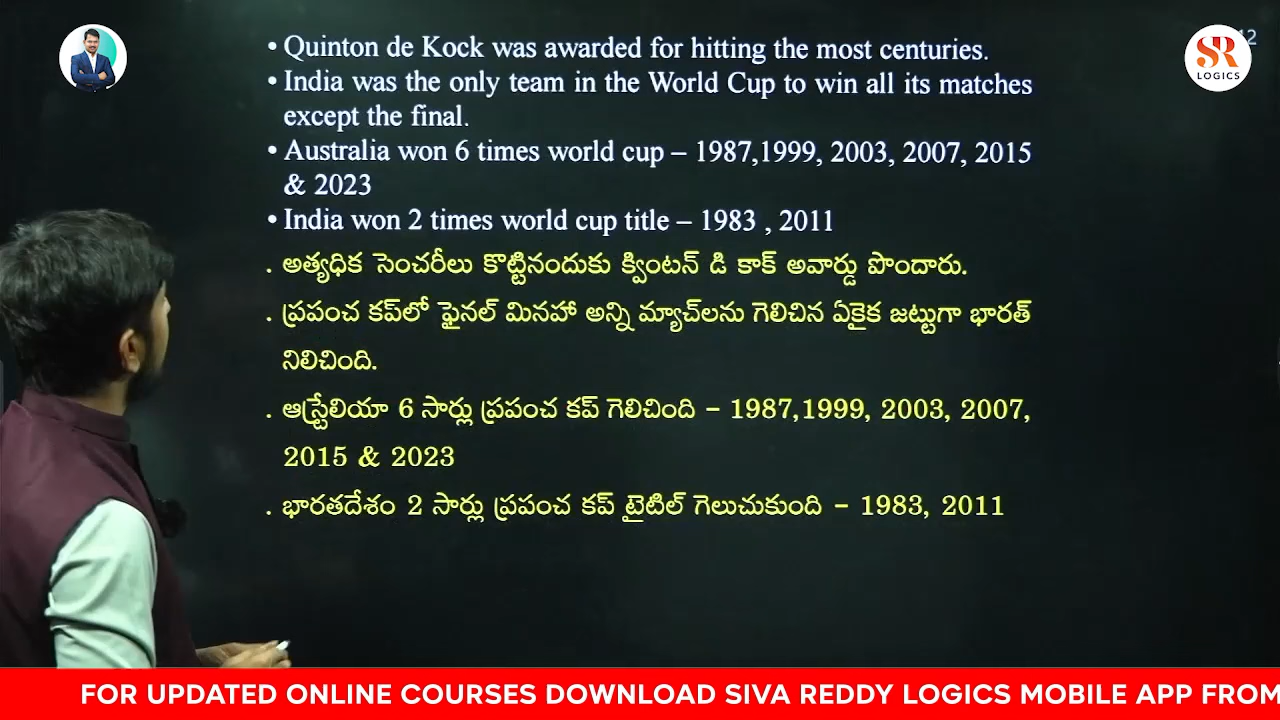 12
SR
LOGICS
• Quinton de Kock was awarded for hitting the most centuries.
• India was the only team in the World Cup to win all its matches
except the final.
• Australia won 6 times world cup – 1987,1999, 2003, 2007, 2015
& 2023
• India won 2 times world cup title – 1983 , 2011
. అత్యధిక సెంచరీలు కొట్టినందుకు క్వింటన్ డి కాక్ అవార్డు పొందారు.
. ప్రపంచ కప్‌లో ఫైనల్ మినహా అన్ని మ్యాచ్‌లను గెలిచిన ఏకైక జట్టుగా భారత్
నిలిచింది.
. ఆస్ట్రేలియా 6 సార్లు ప్రపంచ కప్ గెలిచింది – 1987,1999, 2003, 2007,
2015 & 2023
. భారతదేశం 2 సార్లు ప్రపంచ కప్ టైటిల్ గెలుచుకుంది – 1983, 2011
FOR UPDATED ONLINE COURSES DOWNLOAD SIVA REDDY LOGICS MOBILE APP FROM